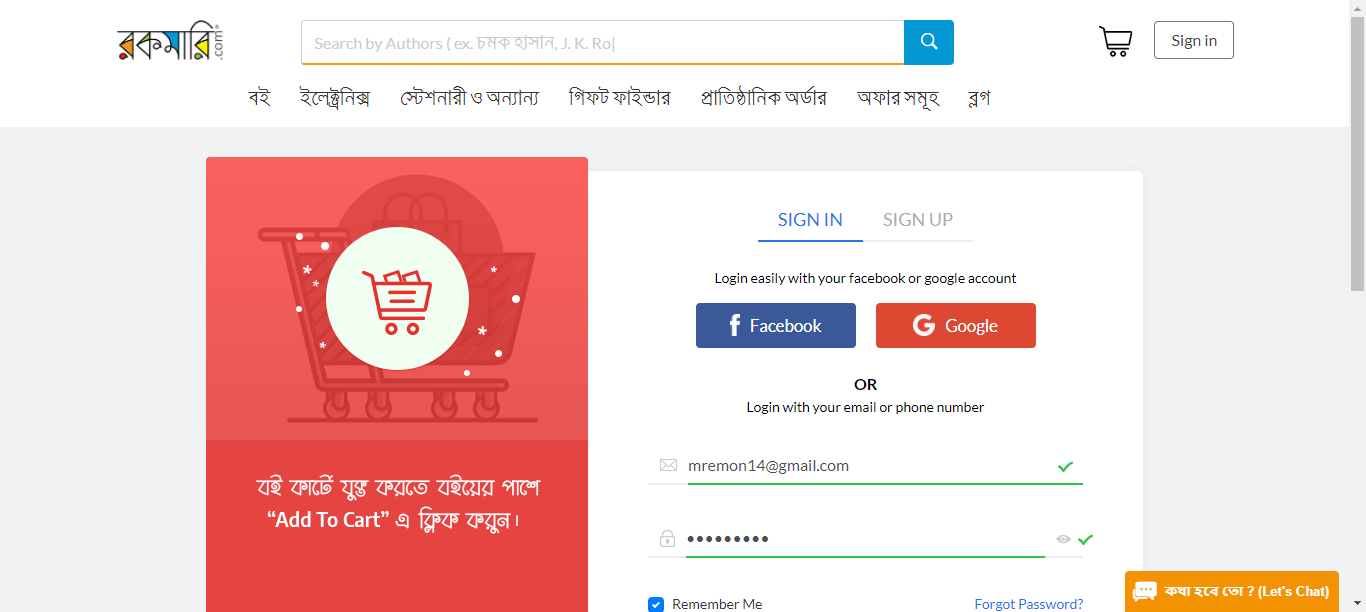 রকমারি.com
Search by Authors ( ex. চমক হাসান, J. K. Ro|
Sign in
বই ইলেক্ট্রনিক্স স্টেশনারী ও অন্যান্য গিফট ফাইন্ডার প্রাতিষ্ঠানিক অর্ডার অফার সমূহ ব্লগ
SIGN IN SIGN UP
Login easily with your facebook or google account
Facebook Google
OR
Login with your email or phone number
mremon14@gmail.com
বই কার্টে যুক্ত করতে বইয়ের পাশে
“Add To Cart” এ ক্লিক করুন।
Remember Me Forgot Password?
কথা হবে তো ? (Let's Chat)